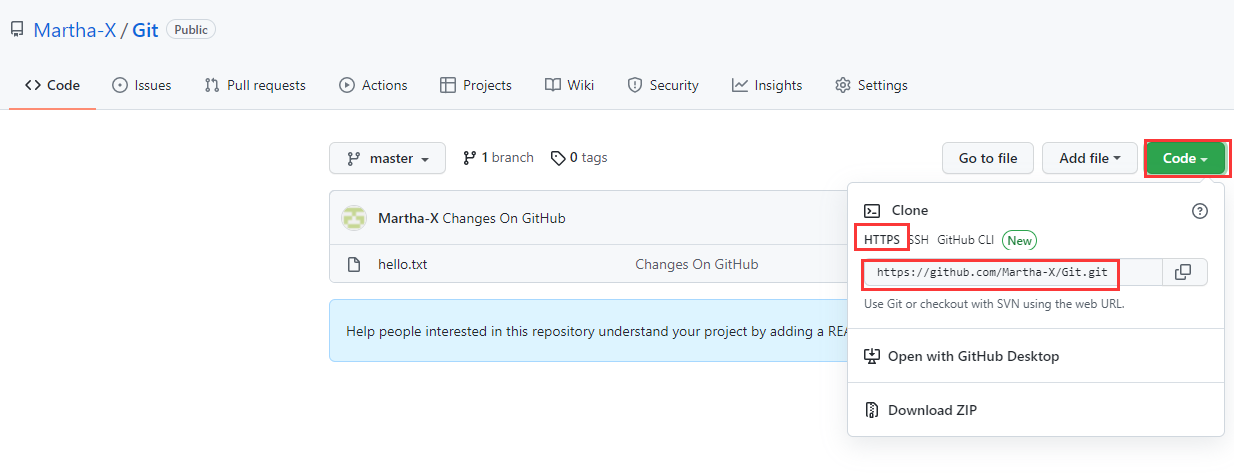 Martha-X / Git Public
Code Issues Pull requests Actions Projects Wiki Security Insights Settings
master 1 branch 0 tags Go to file Add file Code
Martha-X Changes On GitHub
hello.txt Changes On GitHub
Help people interested in this repository understand your project by adding a REA
Clone
HTTPS SSH GitHub CLI New
https://github.com/Martha-X/Git.git
Use Git or checkout with SVN using the web URL.
Open with GitHub Desktop
Download ZIP